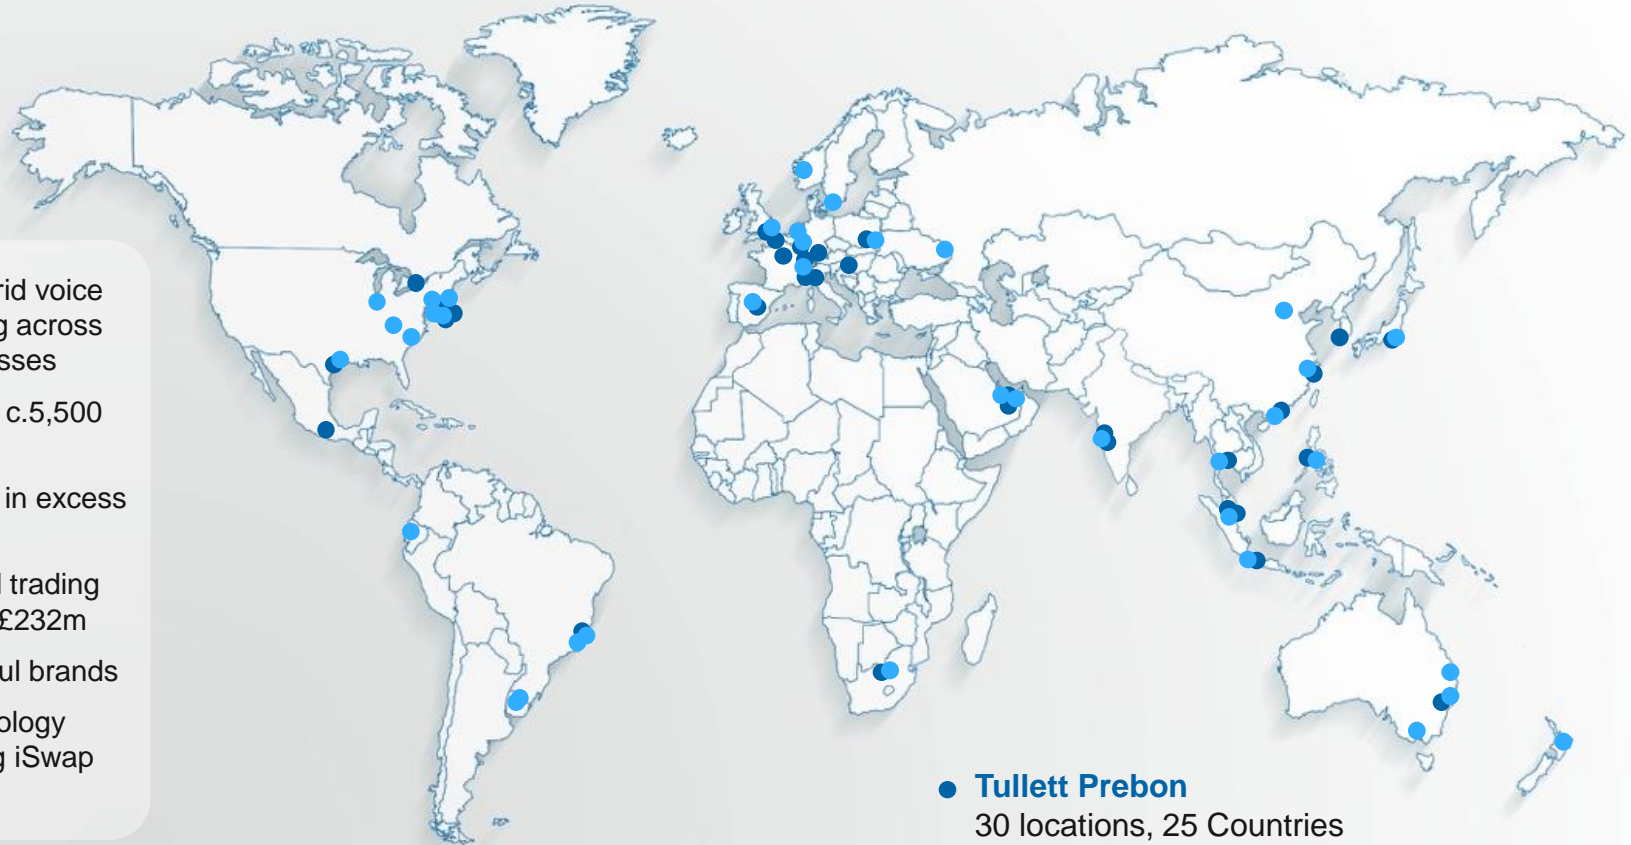 rid voice
g across
sses
c.5,500
in excess
l trading
£232m
ul brands
ology
g iSwap
Tullett Prebon
30 locations, 25 Countries